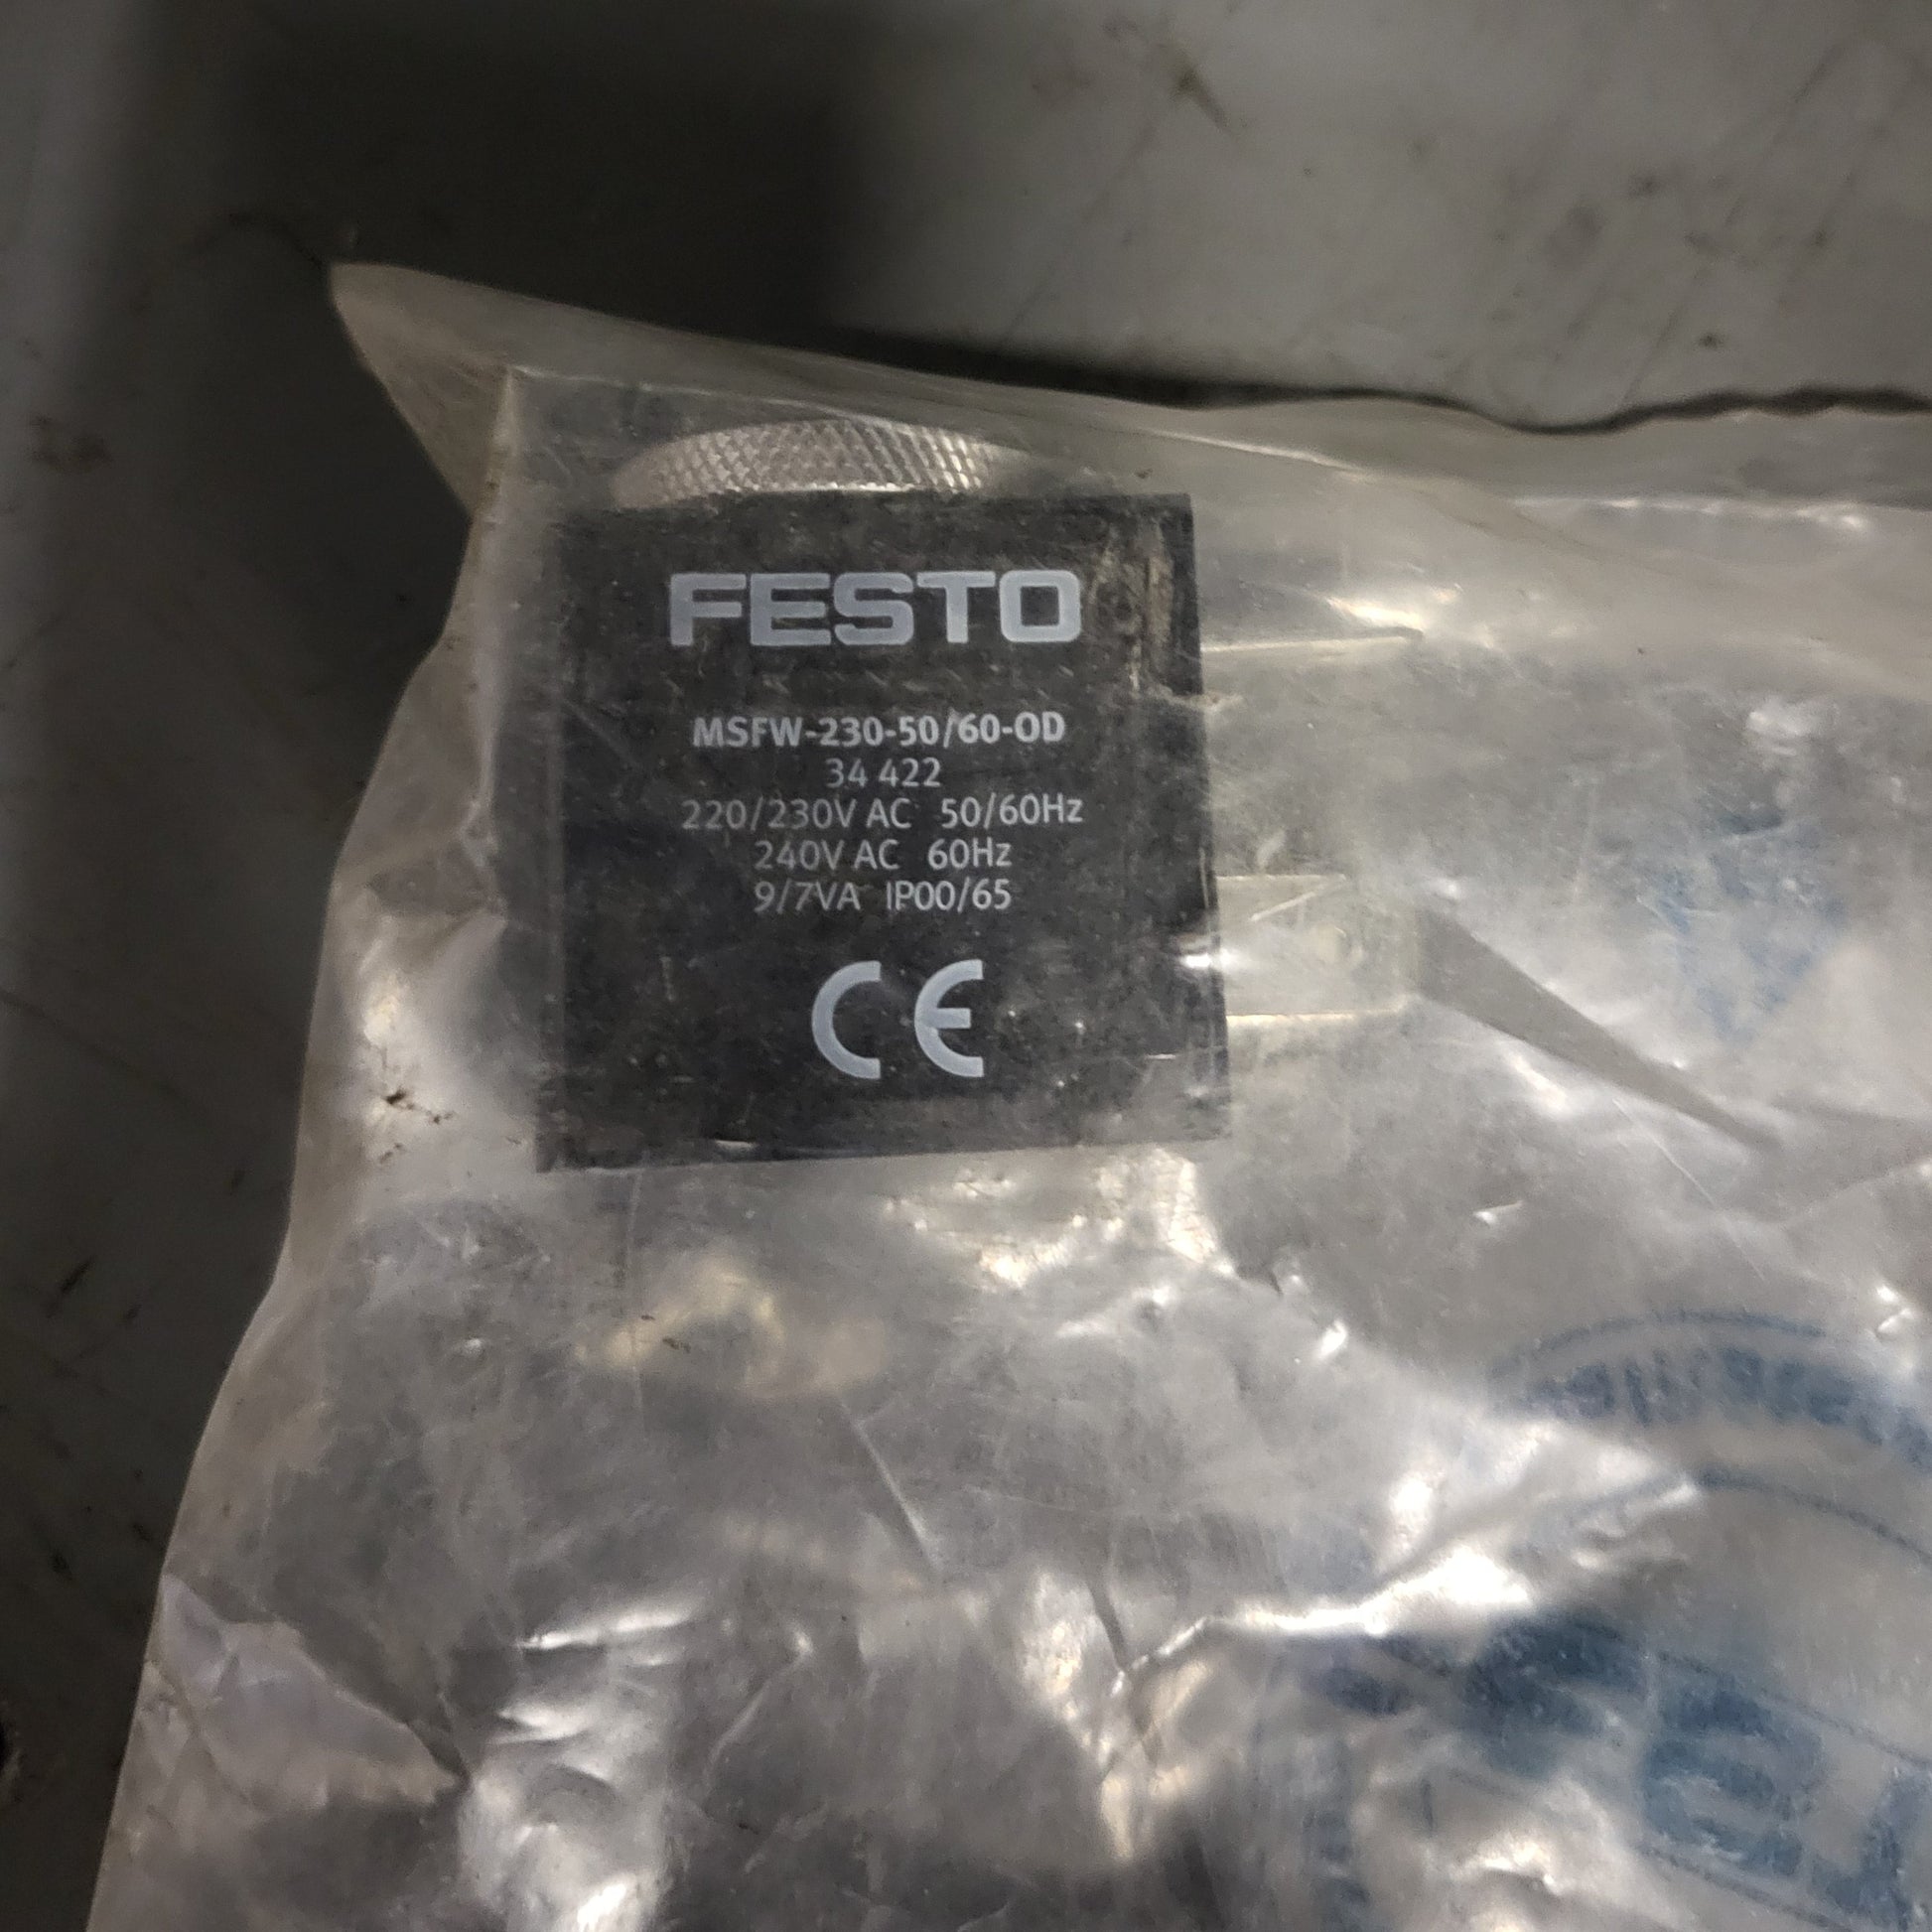 FESTO
MSFW-230-50/60-OD
34 422
220/230V AC 50/60Hz
240V AC 60Hz
9/7VA IP00/65
CE